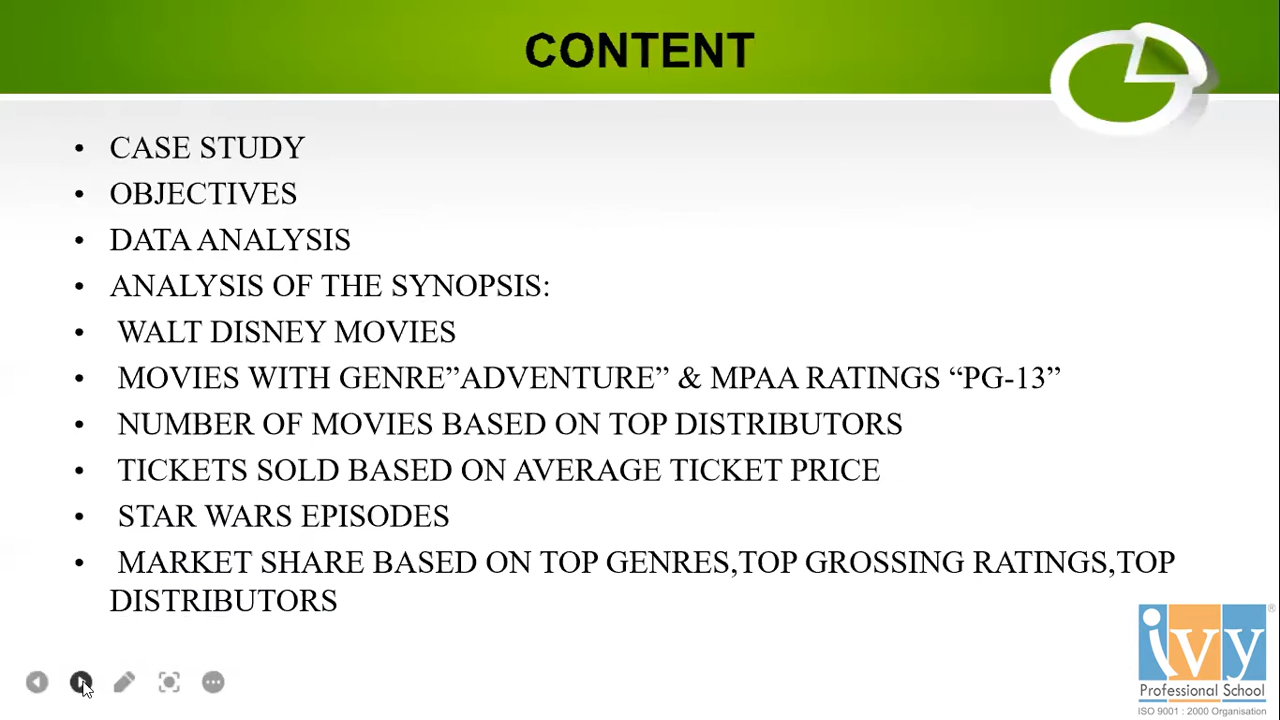 CONTENT
• CASE STUDY
• OBJECTIVES
• DATA ANALYSIS
• ANALYSIS OF THE SYNOPSIS:
• WALT DISNEY MOVIES
• MOVIES WITH GENRE”ADVENTURE” & MPAA RATINGS “PG-13”
• NUMBER OF MOVIES BASED ON TOP DISTRIBUTORS
• TICKETS SOLD BASED ON AVERAGE TICKET PRICE
• STAR WARS EPISODES
• MARKET SHARE BASED ON TOP GENRES,TOP GROSSING RATINGS,TOP
DISTRIBUTORS
ivy®
Professional School
ISO 9001 : 2000 Organisation